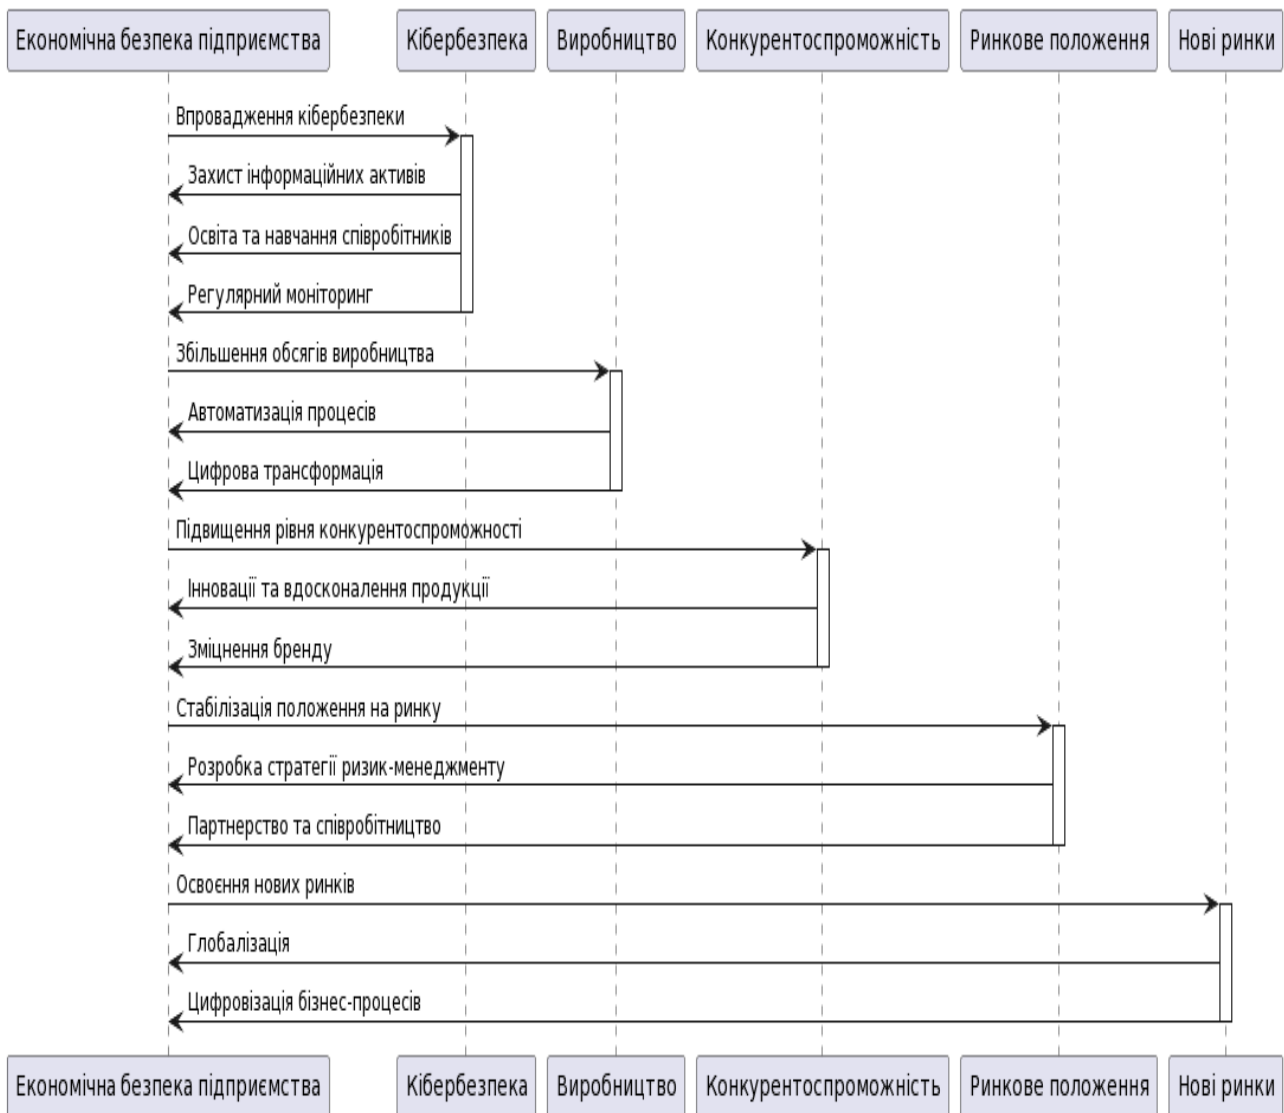 Економічна безпека підприємства Кібербезпека Виробництво Конкурентоспроможність Ринкове положення Нові ринки
Впровадження кібербезпеки
Захист інформаційних активів
Освіта та навчання співробітників
Регулярний моніторинг
Збільшення обсягів виробництва
Автоматизація процесів
Цифрова трансформація
Підвищення рівня конкурентоспроможності
Інновації та вдосконалення продукції
Зміцнення бренду
Стабілізація положення на ринку
Розробка стратегії ризик-менеджменту
Партнерство та співробітництво
Освоєння нових ринків
Глобалізація
Цифровізація бізнес-процесів
Економічна безпека підприємства Кібербезпека Виробництво Конкурентоспроможність Ринкове положення Нові ринки